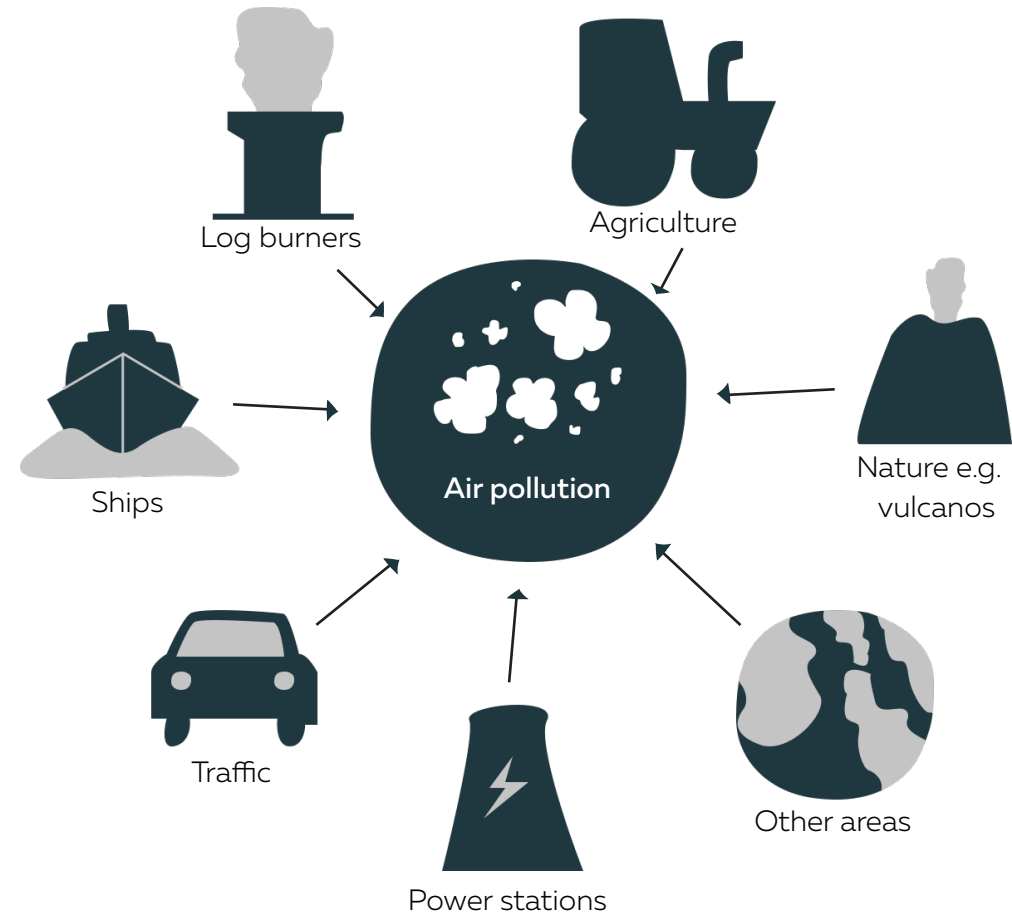 Log burners
Agriculture
Ships
Air pollution
Nature e.g.
vulcanos
Traffic
Other areas
Power stations